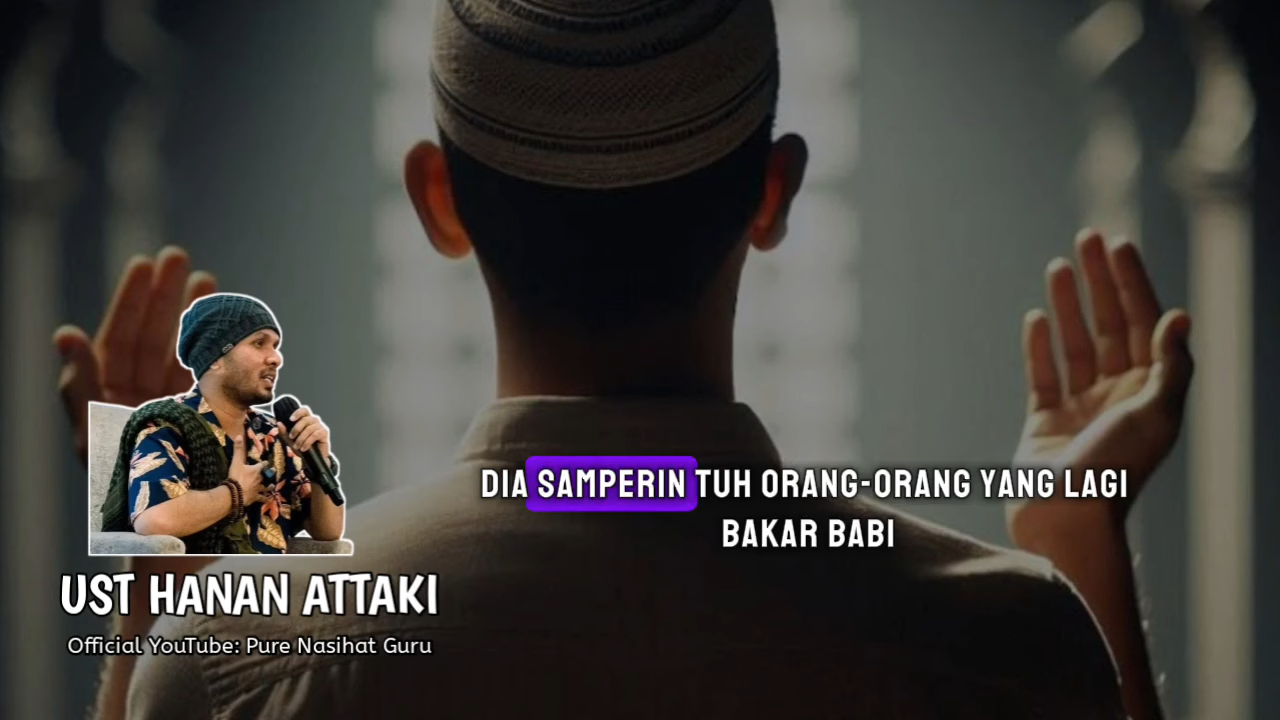 DIA SAMPERIN TUH ORANG-ORANG YANG LAGI
BAKAR BABI
UST HANAN ATTAKI
Official YouTube: Pure Nasihat Guru